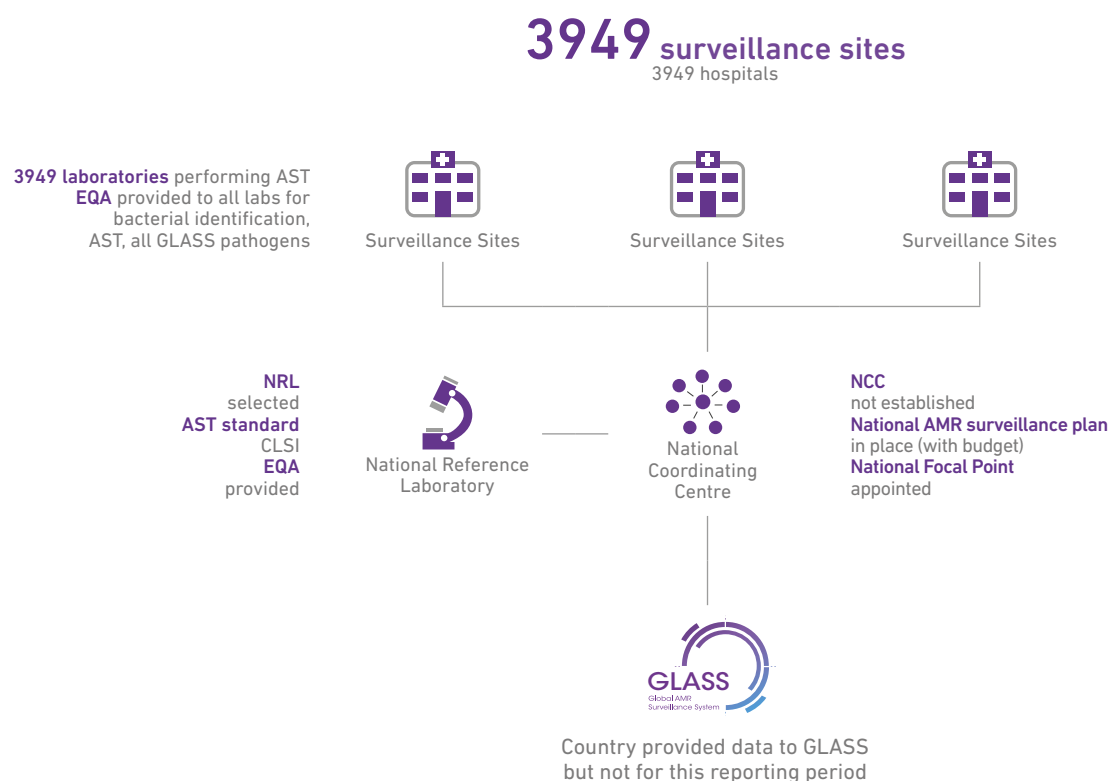 3949 surveillance sites
3949 hospitals
3949 laboratories performing AST
EQA provided to all labs for
bacterial identification,
AST, all GLASS pathogens
Surveillance Sites
Surveillance Sites
Surveillance Sites
NRL
selected
AST standard
CLSI
EQA
provided
National Reference
Laboratory
National
Coordinating
Centre
NCC
not established
National AMR surveillance plan
in place (with budget)
National Focal Point
appointed
GLASS
Global AMR
Surveillance System
Country provided data to GLASS
but not for this reporting period